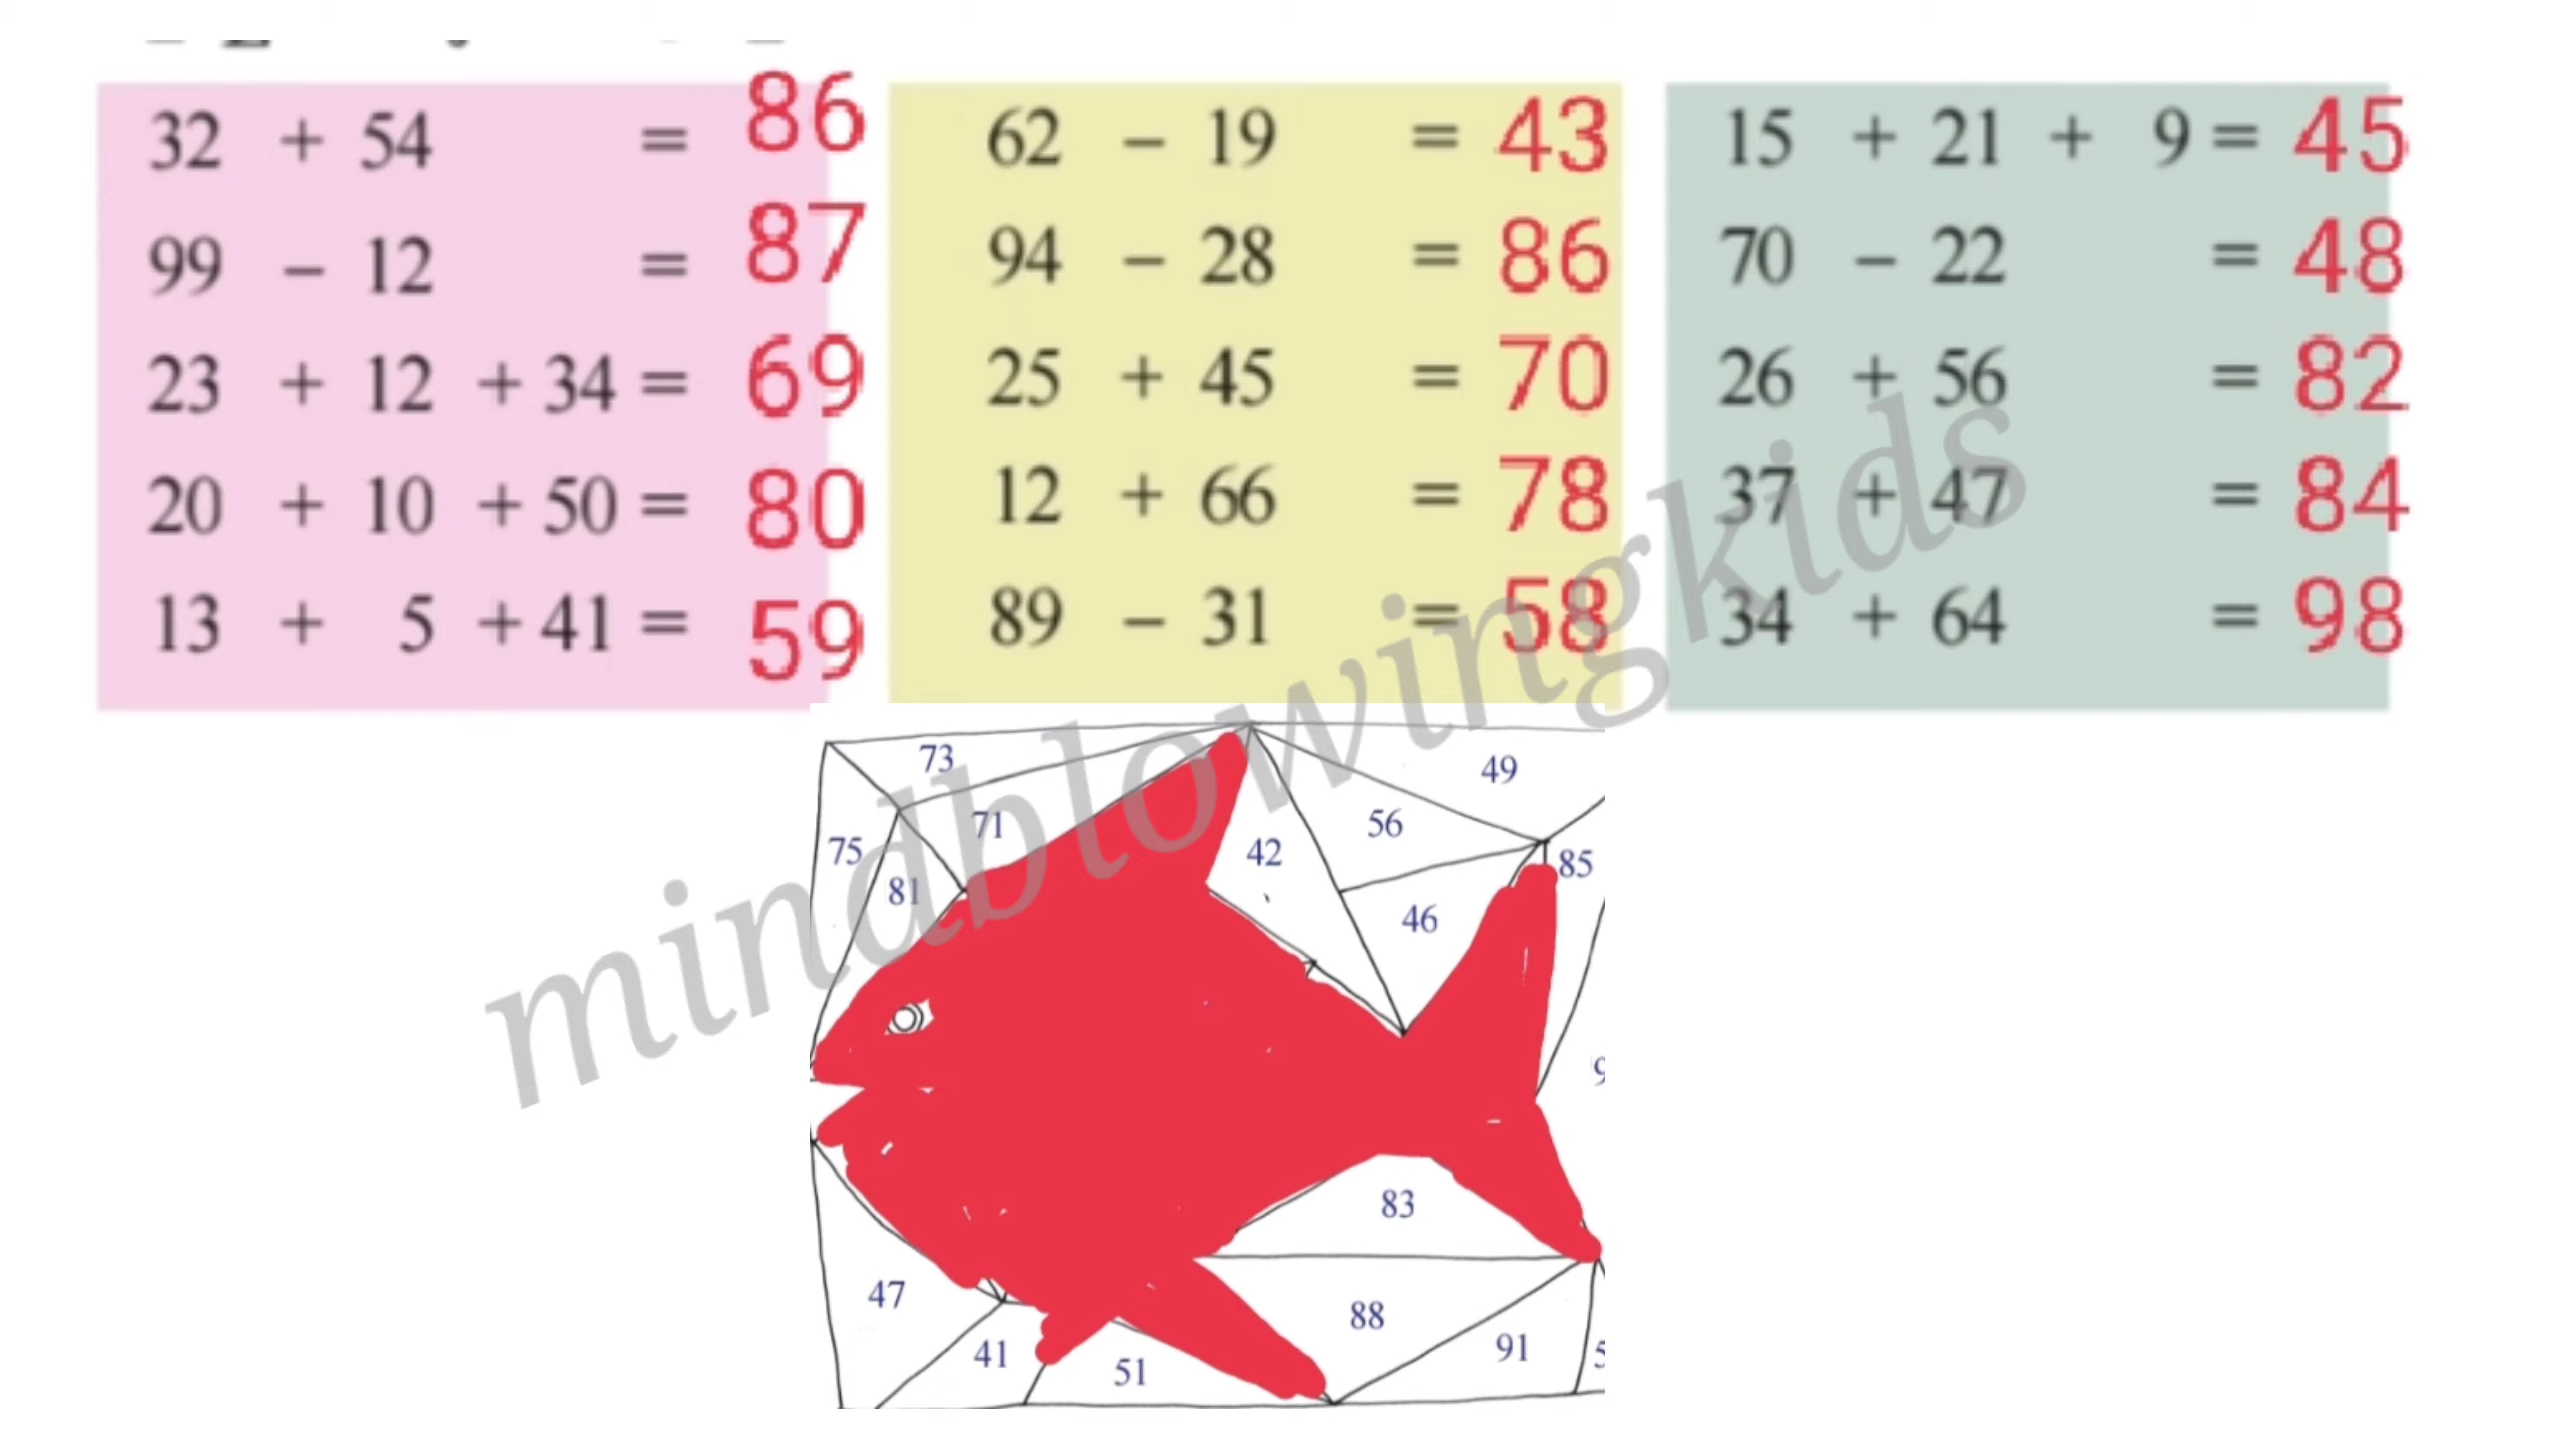 32 + 54 = 86
99 - 12 = 87
23 + 12 + 34 = 69
20 + 10 + 50 = 80
13 + 5 + 41 = 59
62 - 19 = 43
94 - 28 = 86
25 + 45 = 70
12 + 66 = 78
89 - 31 = 58
15 + 21 + 9 = 45
70 - 22 = 48
26 + 56 = 82
37 + 47 = 84
34 + 64 = 98
mindblowingkids
73
49
71
56
75
42
85
81
46
83
47
88
41
91
51